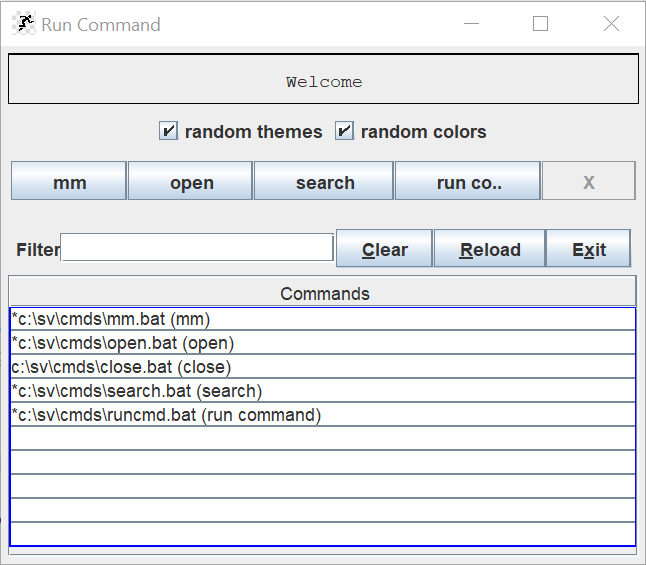 Run Command
Welcome
random themes random colors
mm open search run co.. X
Filter Clear Reload Exit
Commands
*c:\sv\cmds\mm.bat (mm)
*c:\sv\cmds\open.bat (open)
c:\sv\cmds\close.bat (close)
*c:\sv\cmds\search.bat (search)
*c:\sv\cmds\runcmd.bat (run command)